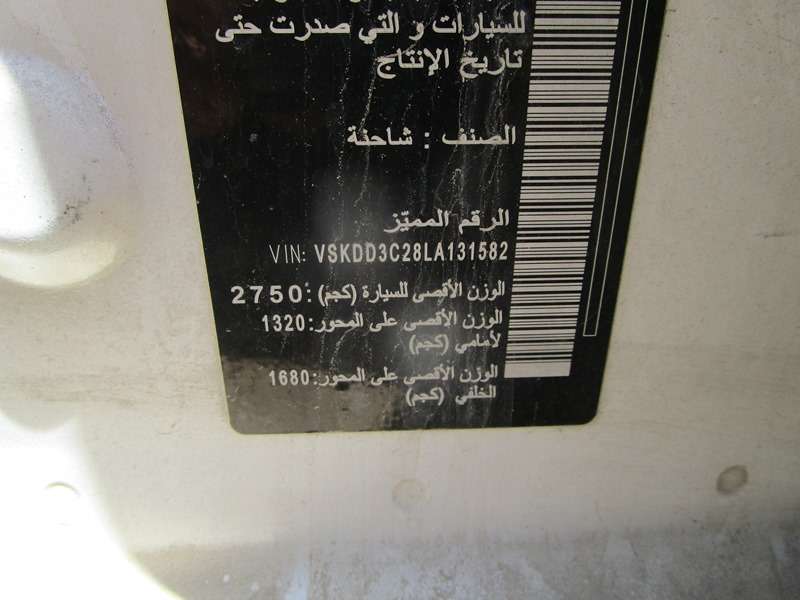 للسيارات و التي صدرت حتى
تاريخ الإنتاج
الصنف : شاحنة
الرقم المميّز
VIN: VSKDD3C28LA131582
الوزن الأقصى للسيارة (كجم): 2750
الوزن الأقصى على المحور: 1320
لأمامي (كجم)
الوزن الأقصى على المحور: 1680
الخلفي (كجم)